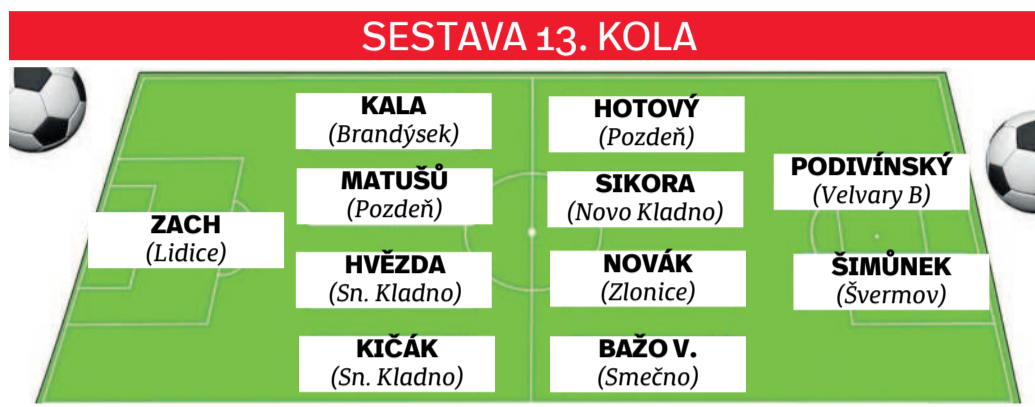 SESTAVA 13. KOLA
ZACH
(Lidice)
KALA
(Brandýsek)
MATUŠŮ
(Pozdeň)
HVĚZDA
(Sn. Kladno)
KIČÁK
(Sn. Kladno)
HOTOVÝ
(Pozdeň)
SIKORA
(Novo Kladno)
NOVÁK
(Zlonice)
BAŽO V.
(Smečno)
PODIVÍNSKÝ
(Velvary B)
ŠIMŮNEK
(Švermov)